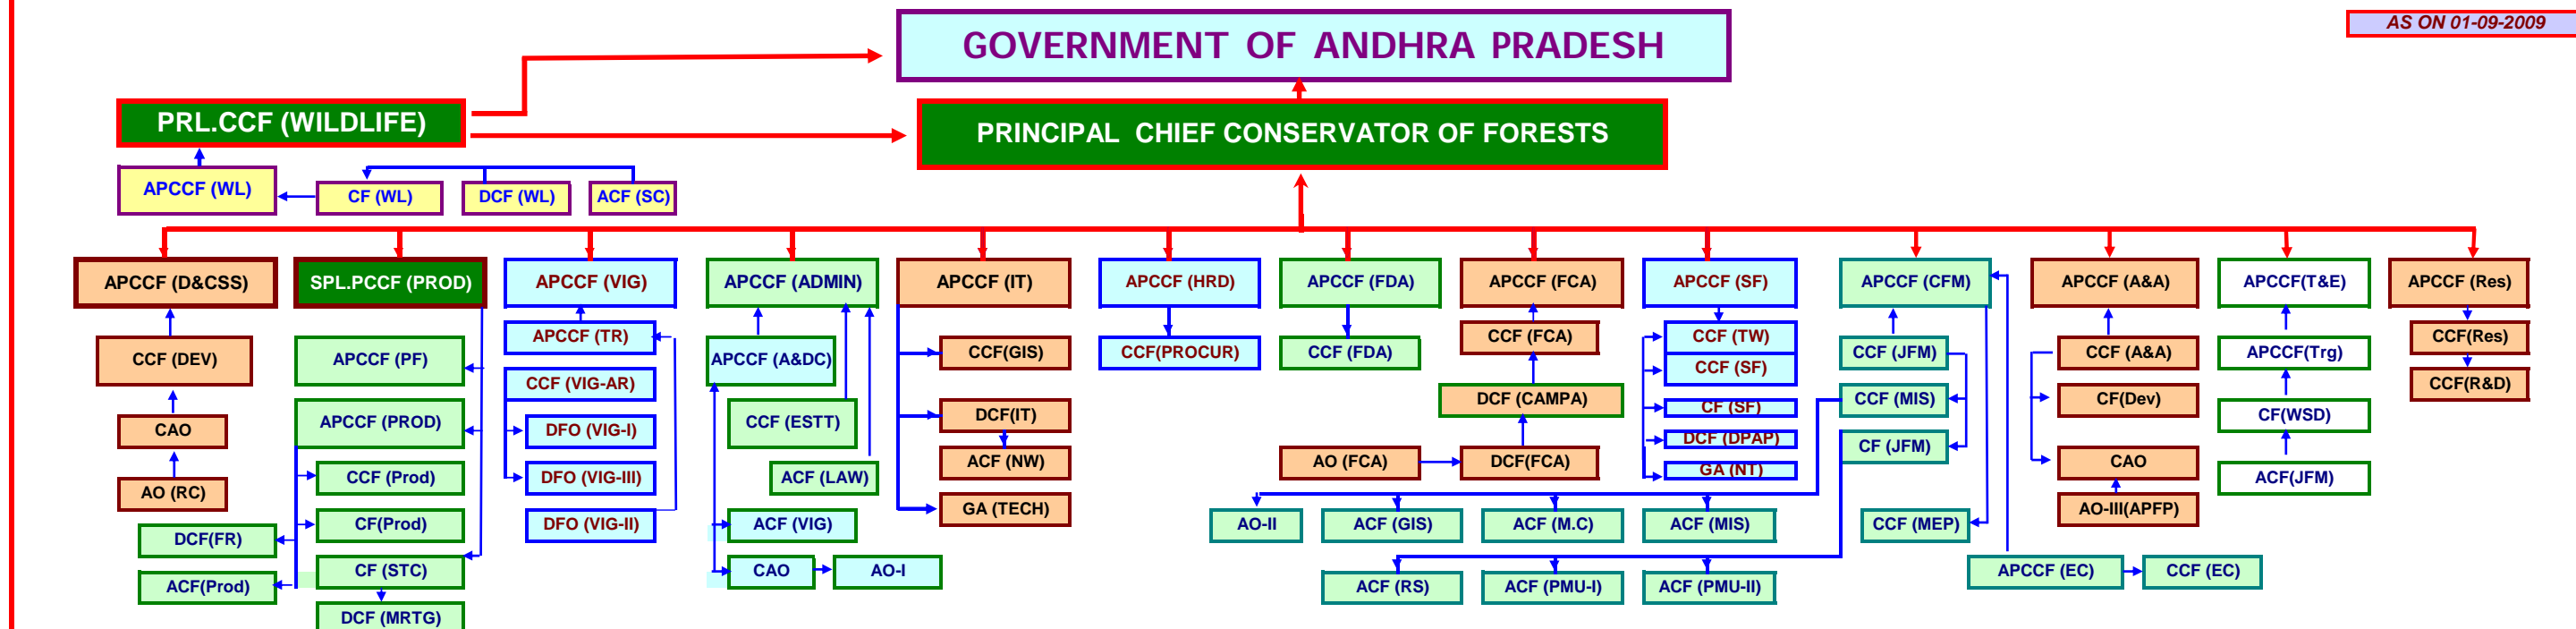 AS ON 01-09-2009
GOVERNMENT OF ANDHRA PRADESH
PRL.CCF (WILDLIFE)
PRINCIPAL CHIEF CONSERVATOR OF FORESTS
APCCF (WL)
CF (WL)
DCF (WL)
ACF (SC)
APCCF (D&CSS)
SPL.PCCF (PROD)
APCCF (VIG)
APCCF (ADMIN)
APCCF (IT)
APCCF (HRD)
APCCF (FDA)
APCCF (FCA)
APCCF (SF)
APCCF (CFM)
APCCF (A&A)
APCCF(T&E)
APCCF (Res)
CCF (DEV)
APCCF (PF)
APCCF (TR)
APCCF (A&DC)
CCF(GIS)
CCF(PROCUR)
CCF (FDA)
CCF (FCA)
CCF (TW)
CCF (SF)
CCF (JFM)
CCF (A&A)
APCCF(Trg)
CCF(Res)
CCF(R&D)
CAO
APCCF (PROD)
CCF (VIG-AR)
DFO (VIG-I)
CCF (ESTT)
DCF(IT)
DCF (CAMPA)
CF (SF)
DCF (DPAP)
CCF (MIS)
CF (JFM)
CF(Dev)
CF(WSD)
AO (RC)
CCF (Prod)
DFO (VIG-III)
ACF (LAW)
ACF (NW)
AO (FCA)
DCF(FCA)
GA (NT)
CAO
ACF(JFM)
DCF(FR)
CF(Prod)
DFO (VIG-II)
ACF (VIG)
GA (TECH)
AO-II
ACF (GIS)
ACF (M.C)
ACF (MIS)
CCF (MEP)
AO-III(APFP)
ACF(Prod)
CF (STC)
CAO
AO-I
ACF (RS)
ACF (PMU-I)
ACF (PMU-II)
APCCF (EC)
CCF (EC)
DCF (MRTG)